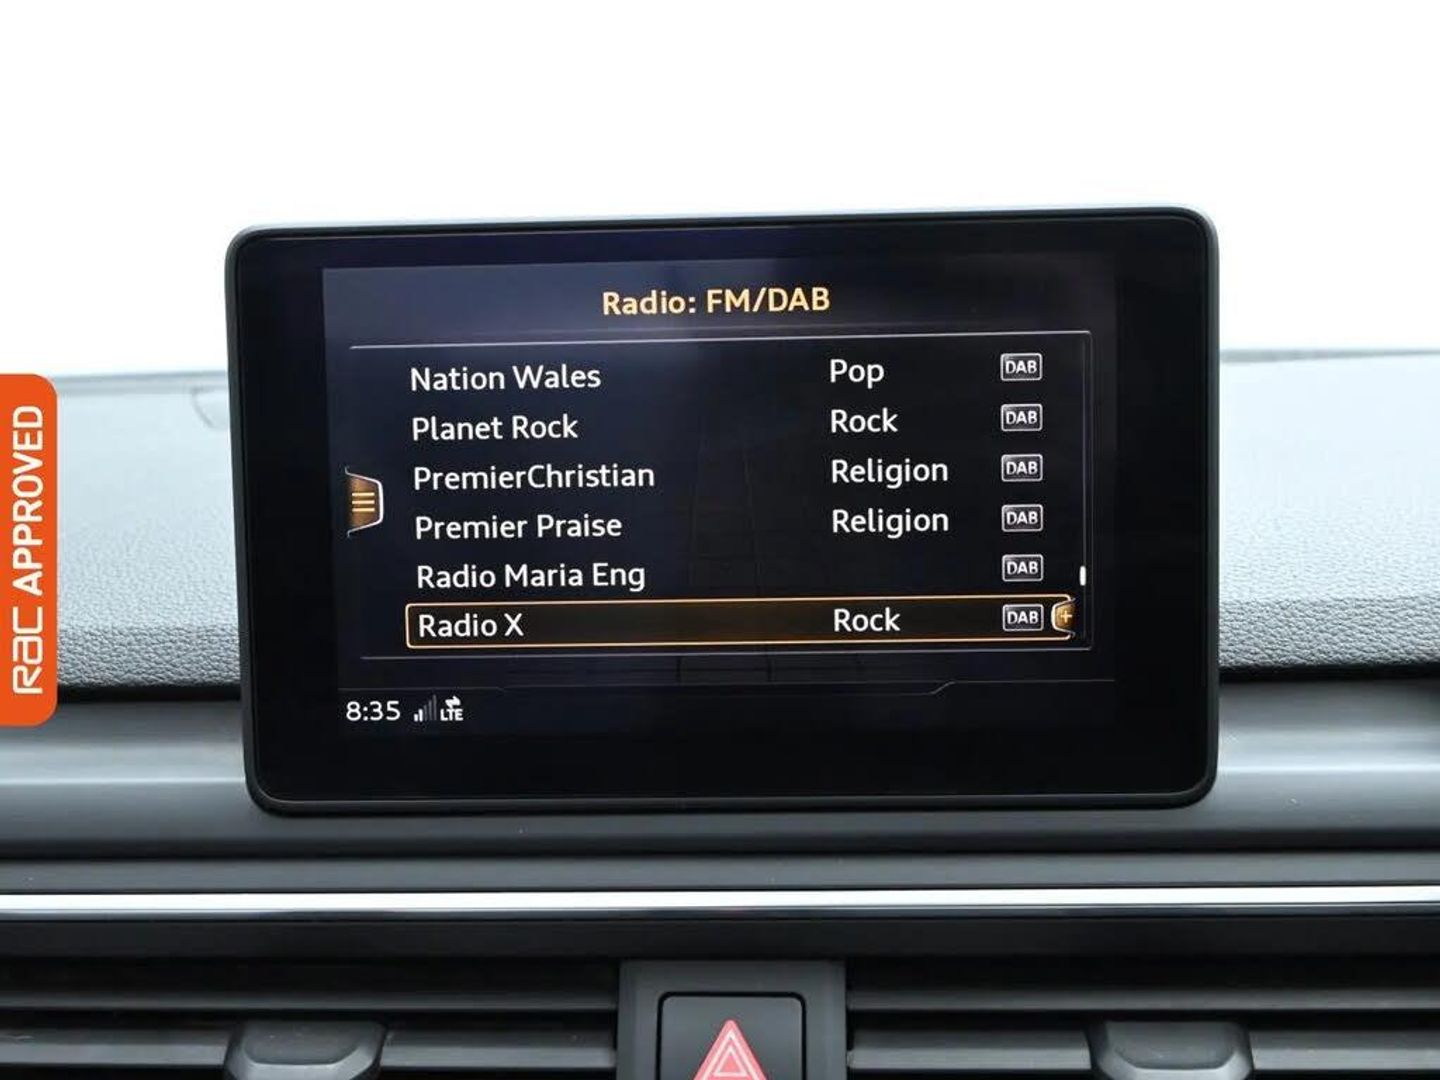 Radio: FM/DAB
Nation Wales Pop DAB
Planet Rock Rock DAB
PremierChristian Religion DAB
Premier Praise Religion DAB
Radio Maria Eng DAB
Radio X Rock DAB +
8:35 LTE
RAC APPROVED